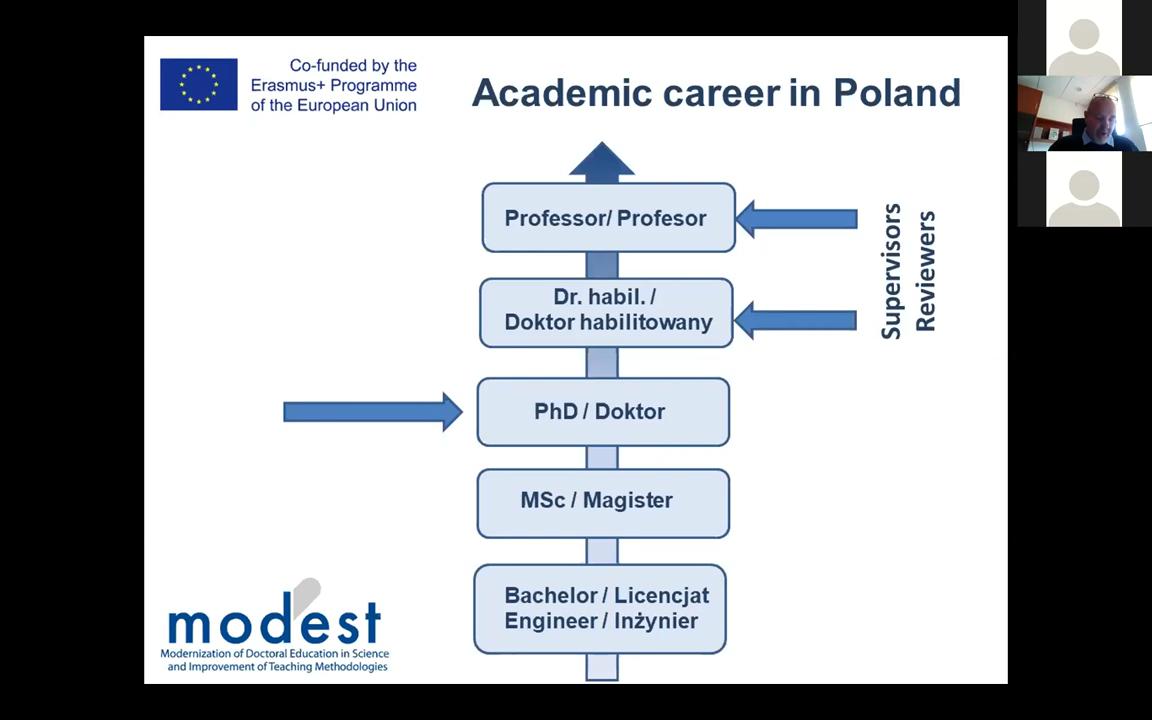 Co-funded by the
Erasmus+ Programme
of the European Union
Academic career in Poland
Professor/ Profesor
Dr. habil. /
Doktor habilitowany
Supervisors
Reviewers
PhD / Doktor
MSc / Magister
Bachelor / Licencjat
Engineer / Inżynier
modest
Modernization of Doctoral Education in Science
and Improvement of Teaching Methodologies